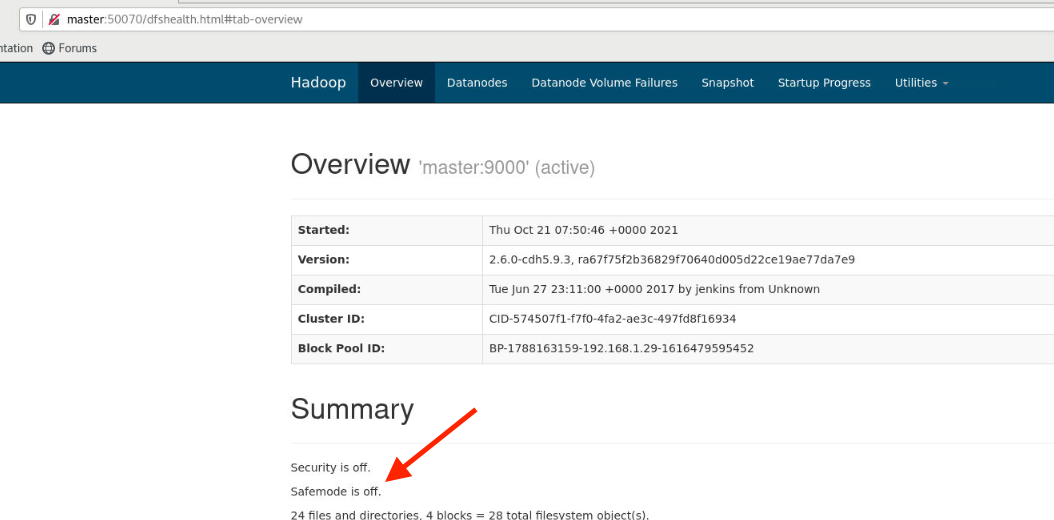 master:50070/dfshealth.html#tab-overview
ntation Forums
Hadoop Overview Datanodes Datanode Volume Failures Snapshot Startup Progress Utilities
Overview 'master:9000' (active)
Started: Thu Oct 21 07:50:46 +0000 2021
Version: 2.6.0-cdh5.9.3, ra67f75f2b36829f70640d005d22ce19ae77da7e9
Compiled: Tue Jun 27 23:11:00 +0000 2017 by jenkins from Unknown
Cluster ID: CID-574507f1-f7f0-4fa2-ae3c-497fd8f16934
Block Pool ID: BP-1788163159-192.168.1.29-1616479595452
Summary
Security is off.
Safemode is off.
24 files and directories, 4 blocks = 28 total filesystem object(s).